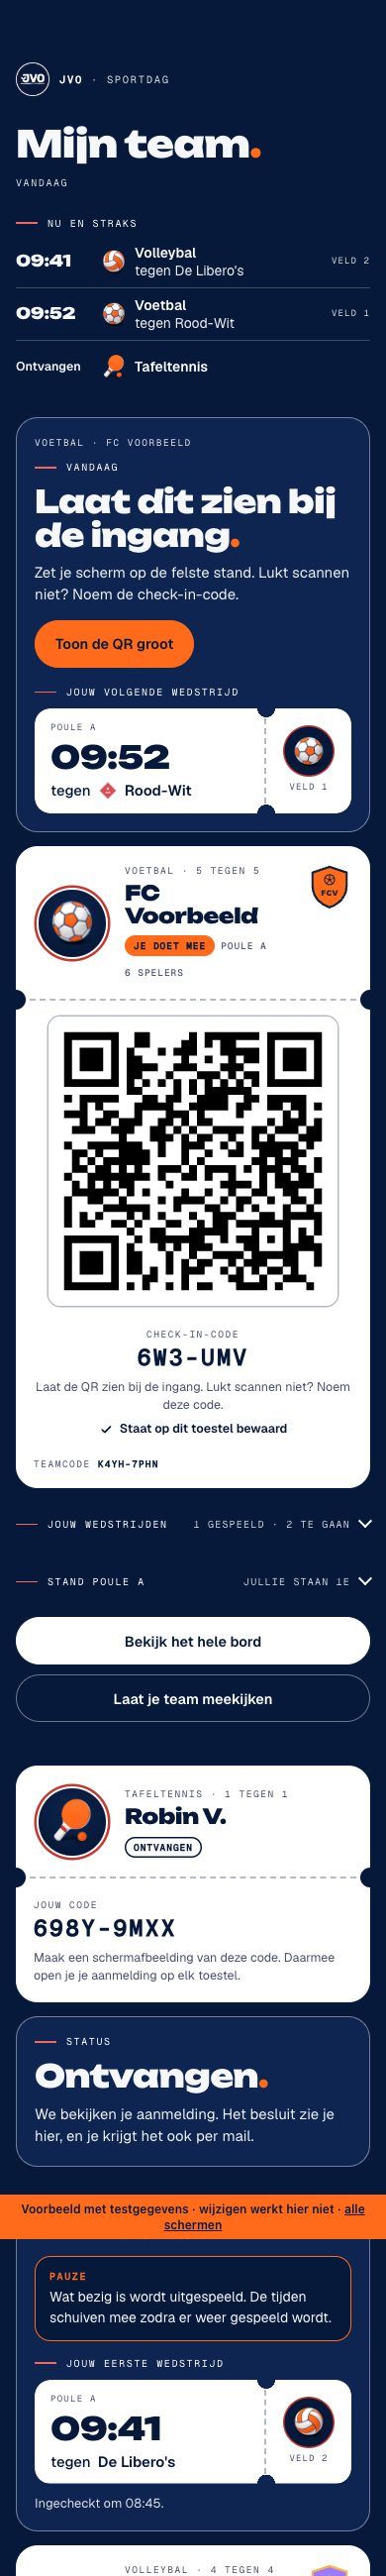 JVO
JVO · SPORTDAG
Mijn team.
VANDAAG
NU EN STRAKS
09:41 Volleybal
tegen De Libero's
VELD 2
09:52 Voetbal
tegen Rood-Wit
VELD 1
Ontvangen Tafeltennis
VOETBAL · FC VOORBEELD
VANDAAG
Laat dit zien bij
de ingang.
Zet je scherm op de felste stand. Lukt scannen
niet? Noem de check-in-code.
Toon de QR groot
JOUW VOLGENDE WEDSTRIJD
POULE A
09:52
tegen Rood-Wit
VELD 1
VOETBAL · 5 TEGEN 5
FC
Voorbeeld
FCV
JE DOET MEE POULE A
6 SPELERS
CHECK-IN-CODE
6W3-UMV
Laat de QR zien bij de ingang. Lukt scannen niet? Noem
deze code.
Staat op dit toestel bewaard
TEAMCODE K4YH-7PHN
JOUW WEDSTRIJDEN 1 GESPEELD · 2 TE GAAN
STAND POULE A JULLIE STAAN 1E
Bekijk het hele bord
Laat je team meekijken
TAFELTENNIS · 1 TEGEN 1
Robin V.
ONTVANGEN
JOUW CODE
698Y-9MXX
Maak een schermafbeelding van deze code. Daarmee
open je je aanmelding op elk toestel.
STATUS
Ontvangen.
We bekijken je aanmelding. Het besluit zie je
hier, en je krijgt het ook per mail.
Voorbeeld met testgegevens · wijzigen werkt hier niet · alle
schermen
PAUZE
Wat bezig is wordt uitgespeeld. De tijden
schuiven mee zodra er weer gespeeld wordt.
JOUW EERSTE WEDSTRIJD
POULE A
09:41
tegen De Libero's
VELD 2
Ingecheckt om 08:45.
VOLLEYBAL · 4 TEGEN 4